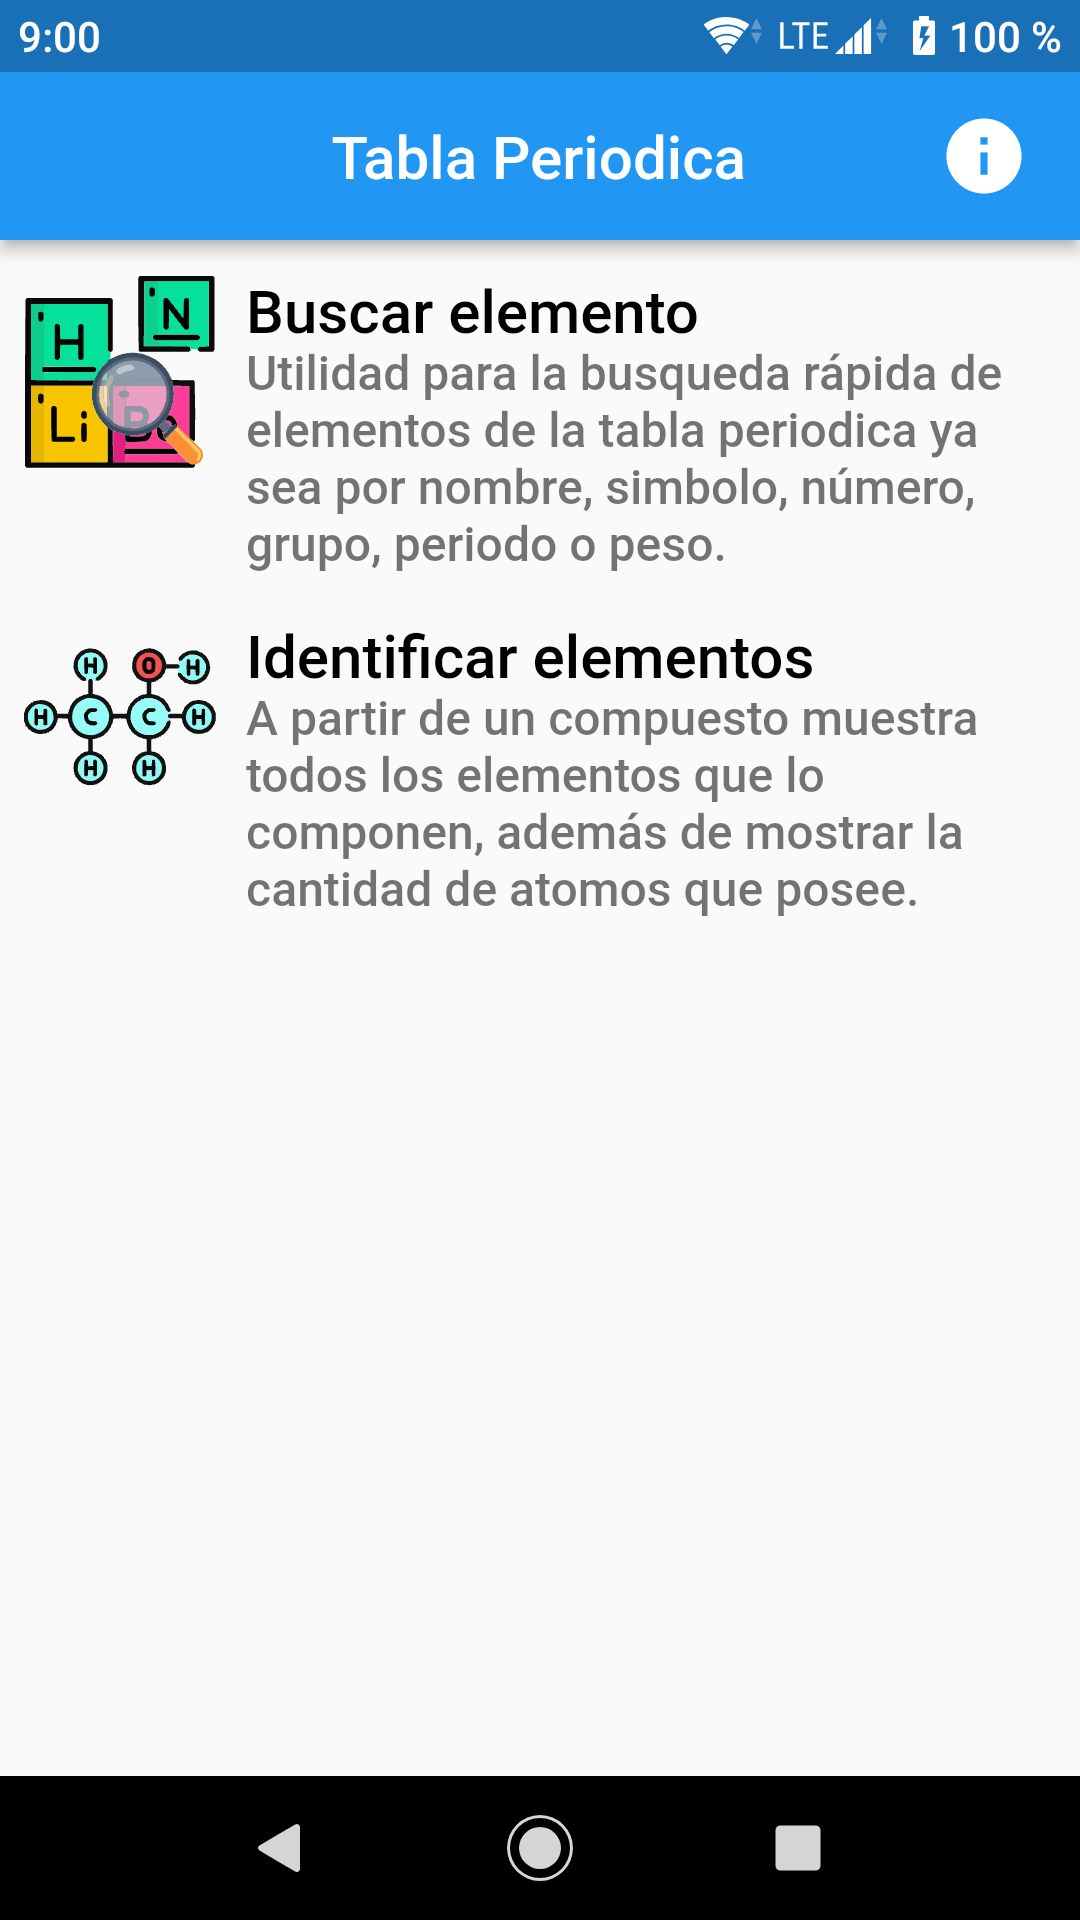 9:00 LTE 100 %
Tabla Periodica
N
H
Li
Buscar elemento
Utilidad para la busqueda rápida de
elementos de la tabla periodica ya
sea por nombre, simbolo, número,
grupo, periodo o peso.
H O H
H C C H
H H
Identificar elementos
A partir de un compuesto muestra
todos los elementos que lo
componen, además de mostrar la
cantidad de atomos que posee.